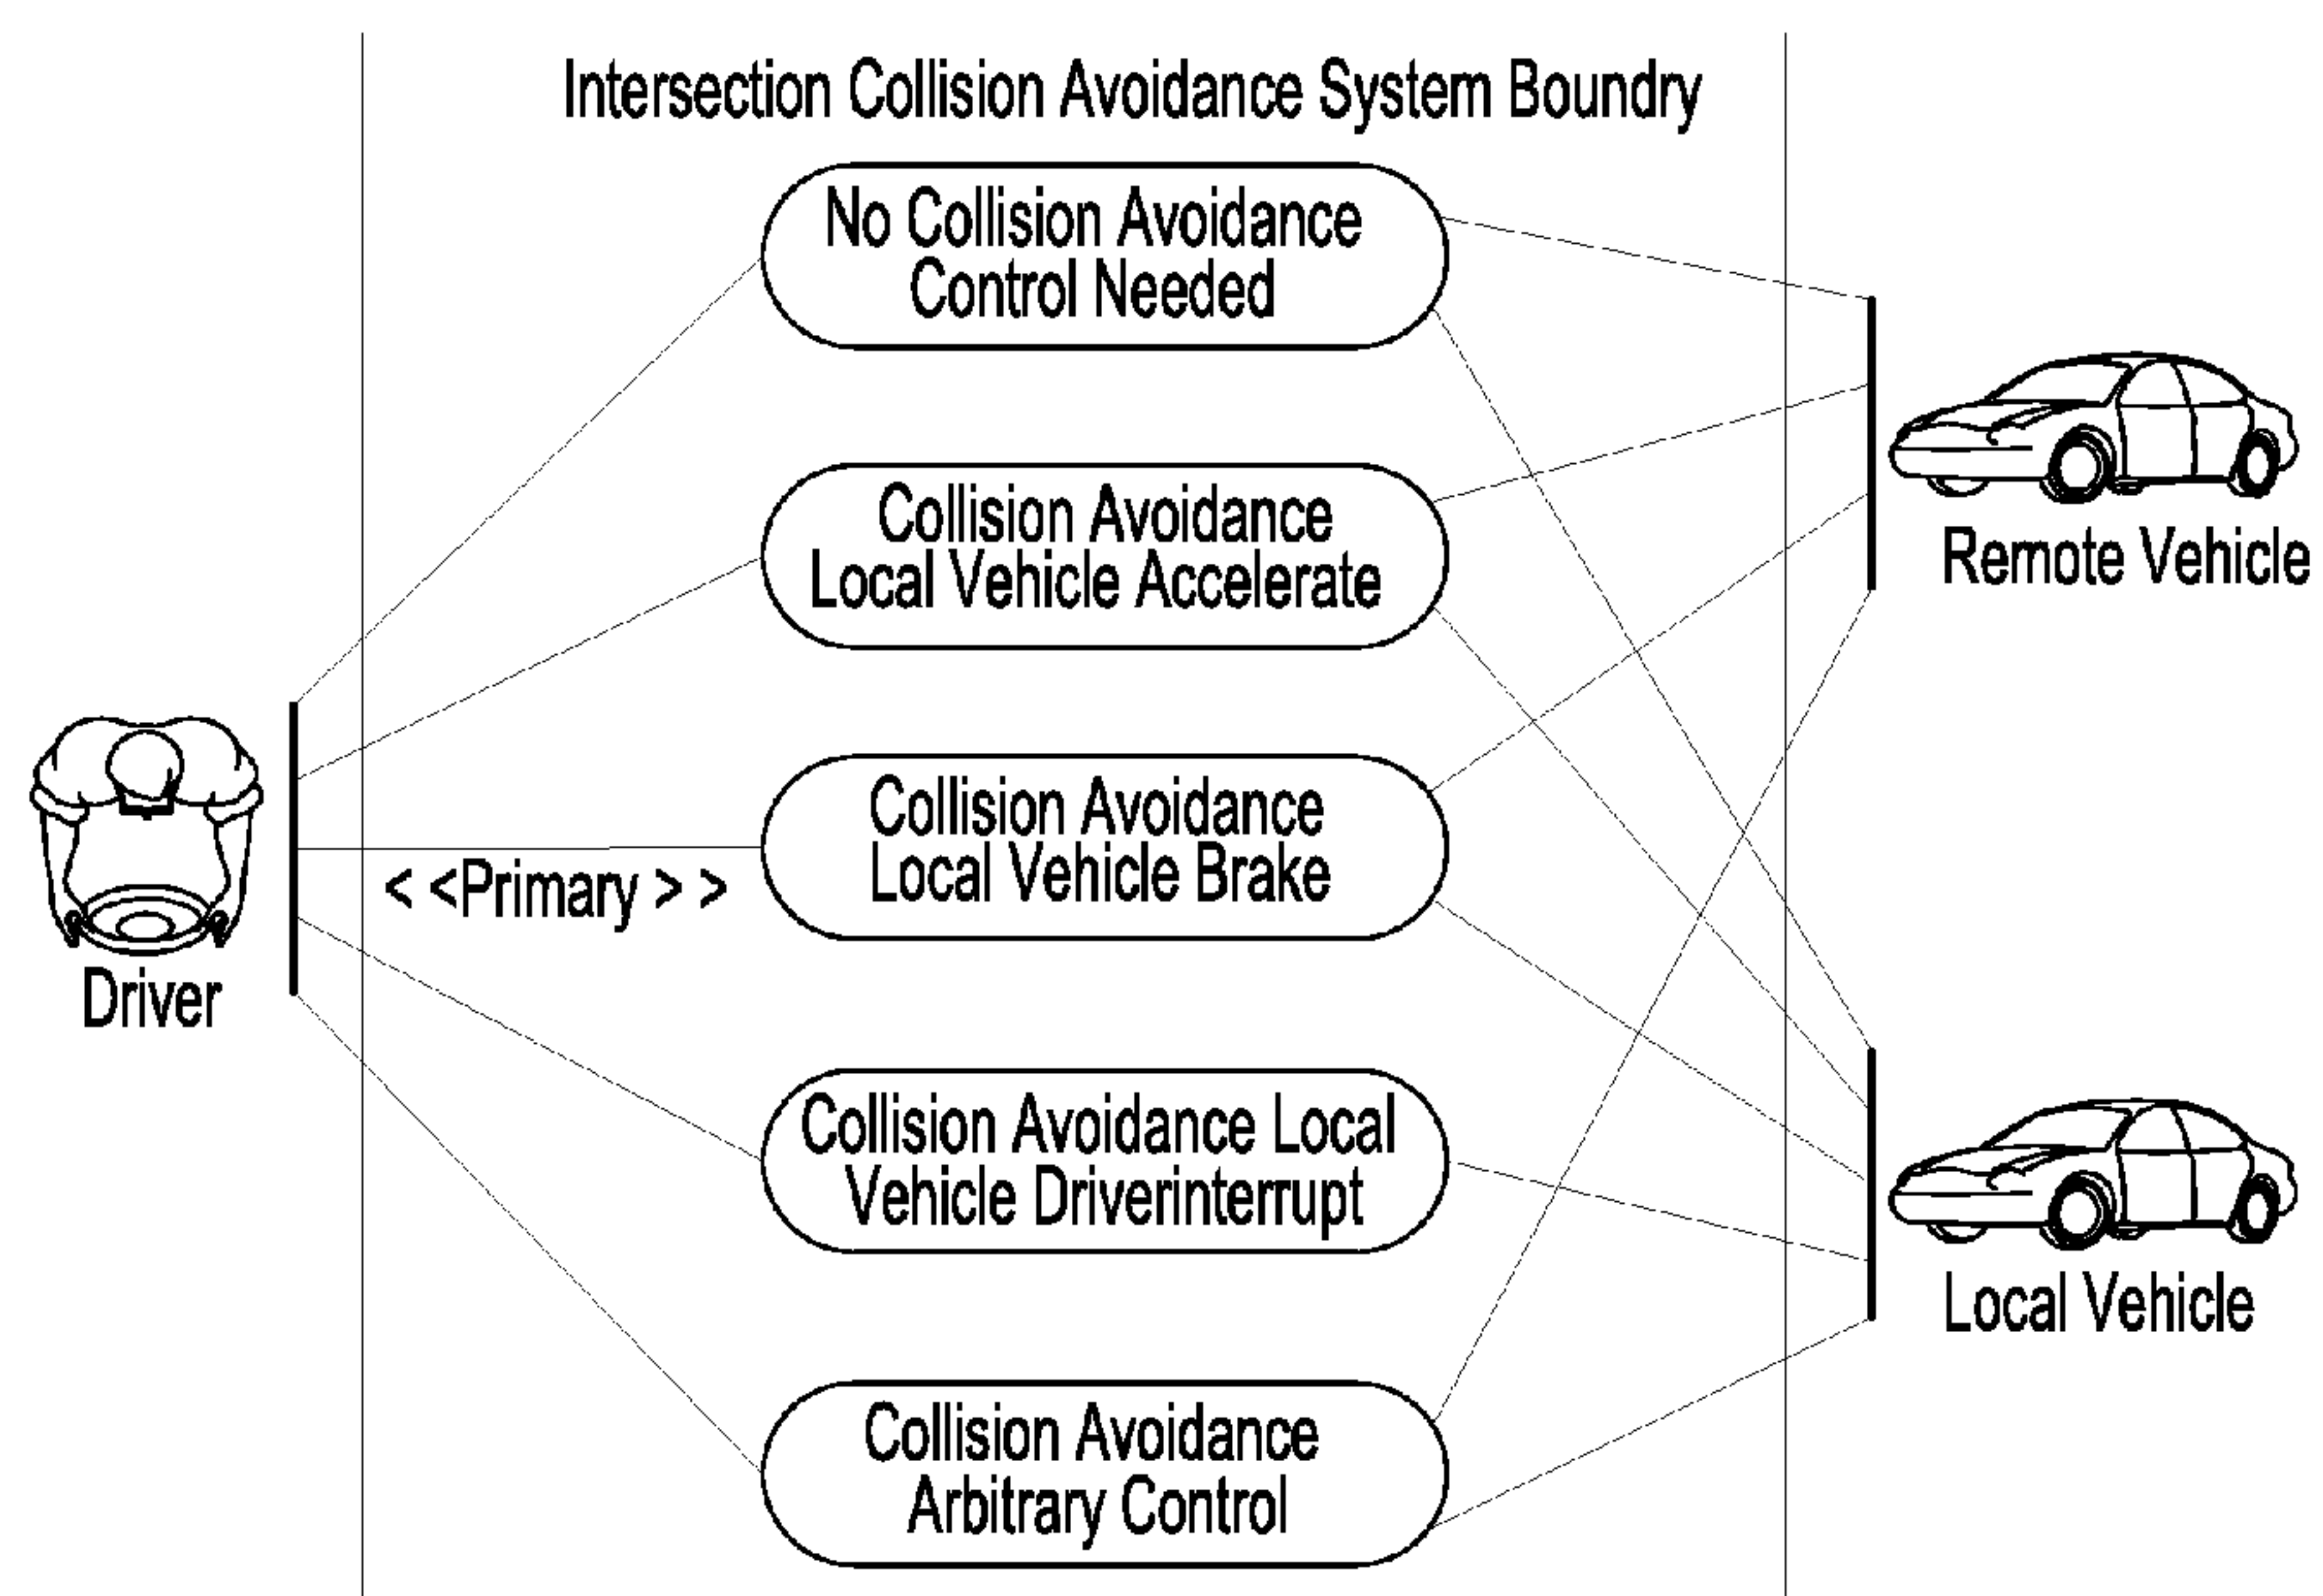 Intersection Collision Avoidance System Boundry
No Collision Avoidance
Control Needed
Collision Avoidance
Local Vehicle Accelerate
Remote Vehicle
Collision Avoidance
Local Vehicle Brake
< <Primary > >
Driver
Collision Avoidance Local
Vehicle Driverinterrupt
Local Vehicle
Collision Avoidance
Arbitrary Control